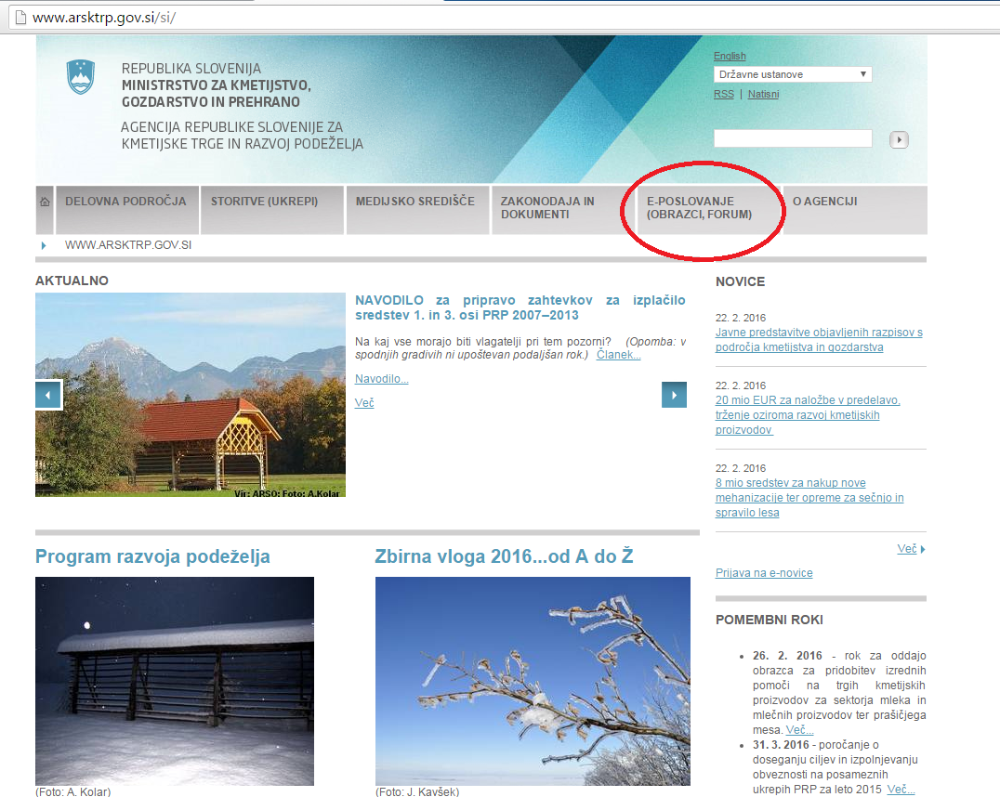 www.arsktrp.gov.si/si/
REPUBLIKA SLOVENIJA
MINISTRSTVO ZA KMETIJSTVO,
GOZDARSTVO IN PREHRANO
AGENCIJA REPUBLIKE SLOVENIJE ZA
KMETIJSKE TRGE IN RAZVOJ PODEŽELJA
English
Državne ustanove
RSS | Natisni
DELOVNA PODROČJA
STORITVE (UKREPI)
MEDIJSKO SREDIŠČE
ZAKONODAJA IN
DOKUMENTI
E-POSLOVANJE
(OBRAZCI, FORUM)
O AGENCIJI
WWW.ARSKTRP.GOV.SI
AKTUALNO
Vir: ARSO; Foto: A.Kolar
NAVODILO za pripravo zahtevkov za izplačilo
sredstev 1. in 3. osi PRP 2007–2013
Na kaj vse morajo biti vlagatelji pri tem pozorni? (Opomba: v
spodnjih gradivih ni upoštevan podaljšan rok.) Članek...
Navodilo...
Več
Program razvoja podeželja
(Foto: A. Kolar)
Zbirna vloga 2016...od A do Ž
(Foto: J. Kavšek)
NOVICE
22. 2. 2016
Javne predstavitve objavljenih razpisov s
področja kmetijstva in gozdarstva
22. 2. 2016
20 mio EUR za naložbe v predelavo,
trženje oziroma razvoj kmetijskih
proizvodov
22. 2. 2016
8 mio sredstev za nakup nove
mehanizacije ter opreme za sečnjo in
spravilo lesa
Več
Prijava na e-novice
POMEMBNI ROKI
• 26. 2. 2016 - rok za oddajo
obrazca za pridobitev izrednih
pomoči na trgih kmetijskih
proizvodov za sektorja mleka in
mlečnih proizvodov ter prašičjega
mesa. Več...
• 31. 3. 2016 - poročanje o
doseganju ciljev in izpolnjevanju
obveznosti na posameznih
ukrepih PRP za leto 2015 Več...